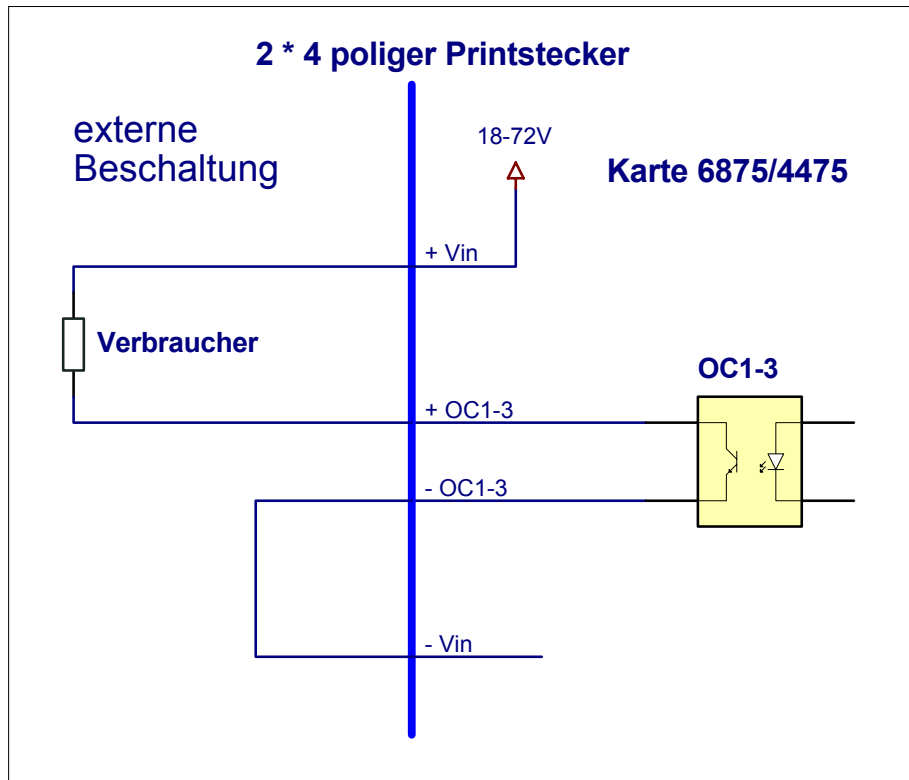 2 * 4 poliger Printstecker
externe
Beschaltung
18-72V
Karte 6875/4475
+ Vin
Verbraucher
OC1-3
+ OC1-3
- OC1-3
- Vin